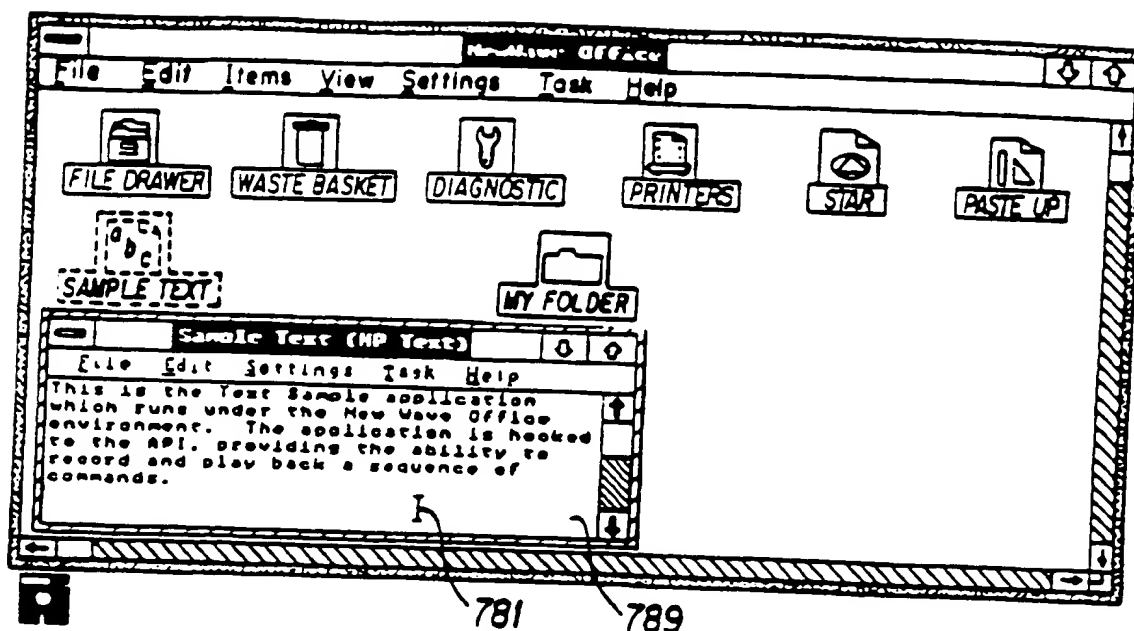 NewWave Office
File Edit Items View Settings Task Help
FILE DRAWER WASTE BASKET DIAGNOSTIC PRINTERS STAR PASTE UP
a b c
SAMPLE TEXT MY FOLDER
Sample Text (HP Text)
File Edit Settings Task Help
This is the Text Sample application
which runs under the New Wave Office
environment. The application is hooked
to the API, providing the ability to
record and play back a sequence of
commands.
781 789